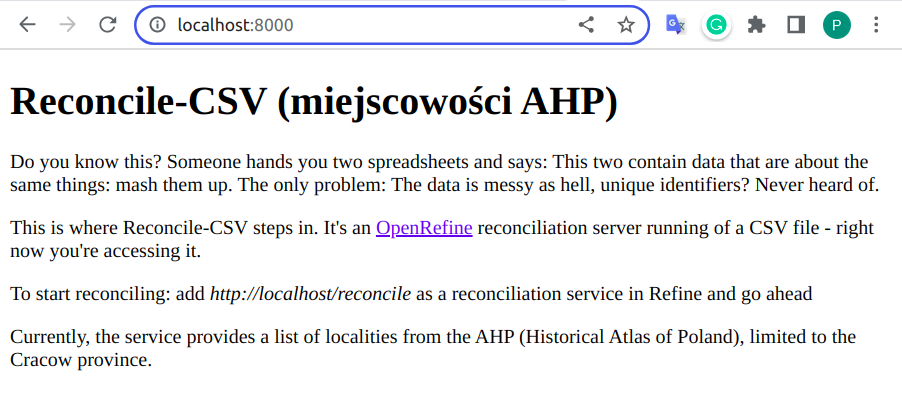 localhost:8000
P
Reconcile-CSV (miejscowości AHP)
Do you know this? Someone hands you two spreadsheets and says: This two contain data that are about the
same things: mash them up. The only problem: The data is messy as hell, unique identifiers? Never heard of.
This is where Reconcile-CSV steps in. It's an OpenRefine reconciliation server running of a CSV file - right
now you're accessing it.
To start reconciling: add http://localhost/reconcile as a reconciliation service in Refine and go ahead
Currently, the service provides a list of localities from the AHP (Historical Atlas of Poland), limited to the
Cracow province.